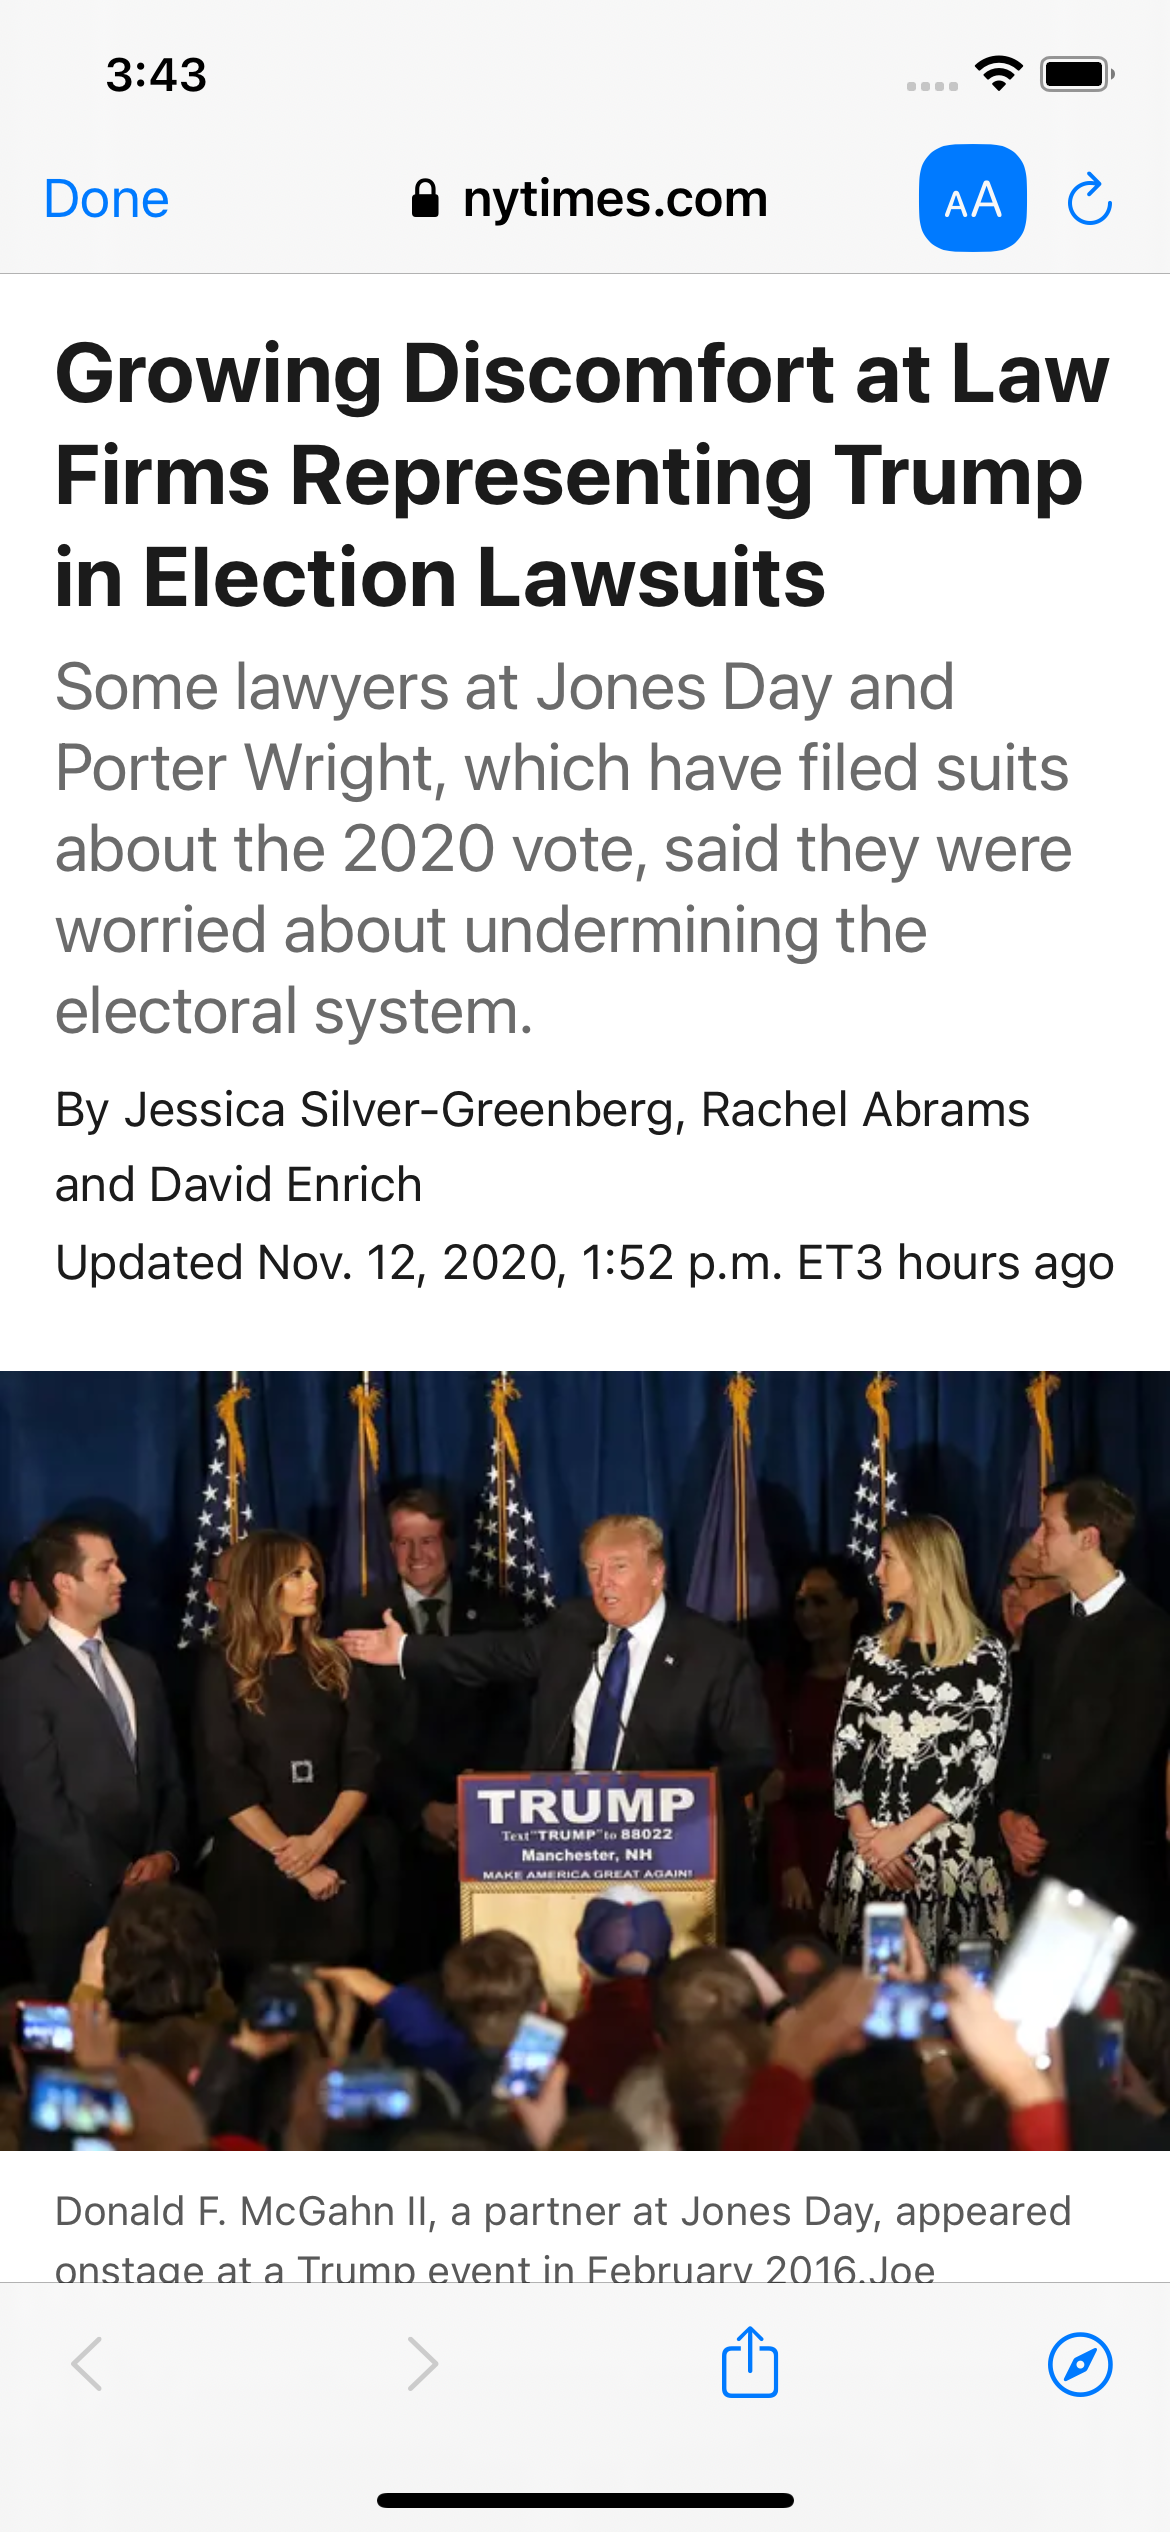 3:43
Done
nytimes.com
AA
Growing Discomfort at Law
Firms Representing Trump
in Election Lawsuits
Some lawyers at Jones Day and
Porter Wright, which have filed suits
about the 2020 vote, said they were
worried about undermining the
electoral system.
By Jessica Silver-Greenberg, Rachel Abrams
and David Enrich
Updated Nov. 12, 2020, 1:52 p.m. ET3 hours ago
TRUMP
Text "TRUMP" to 88022
Manchester, NH
MAKE AMERICA GREAT AGAIN!
Donald F. McGahn II, a partner at Jones Day, appeared
onstage at a Trump event in February 2016.Joe